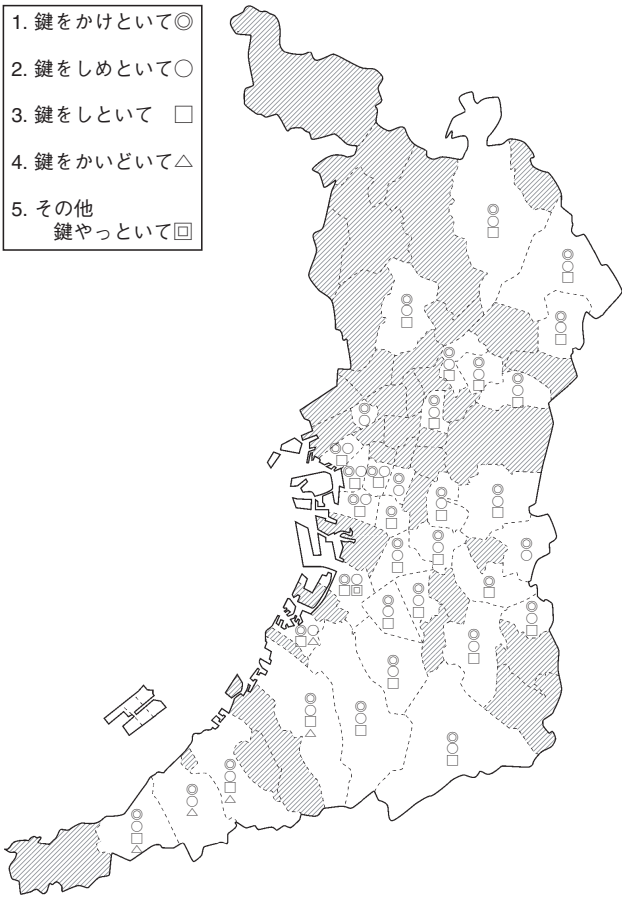 1. 鍵をかけといて◎
2. 鍵をしめといて○
3. 鍵をしといて □
4. 鍵をかいどいて△
5. その他
鍵やっといて回